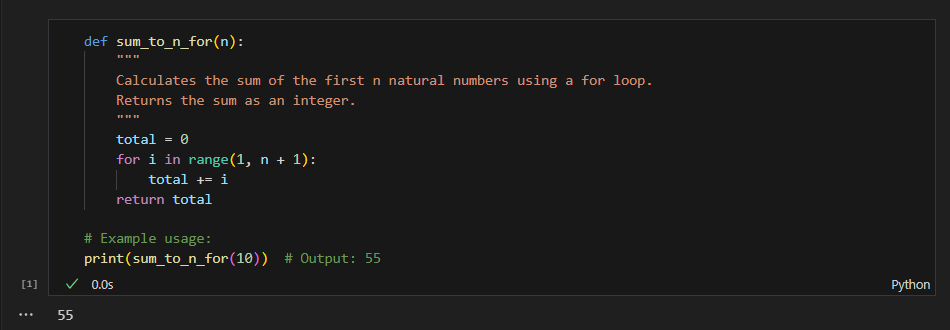 def sum_to_n_for(n):
    """
    Calculates the sum of the first n natural numbers using a for loop.
    Returns the sum as an integer.
    """
    total = 0
    for i in range(1, n + 1):
        total += i
    return total

# Example usage:
print(sum_to_n_for(10))  # Output: 55
[1] ✓ 0.0s Python
... 55